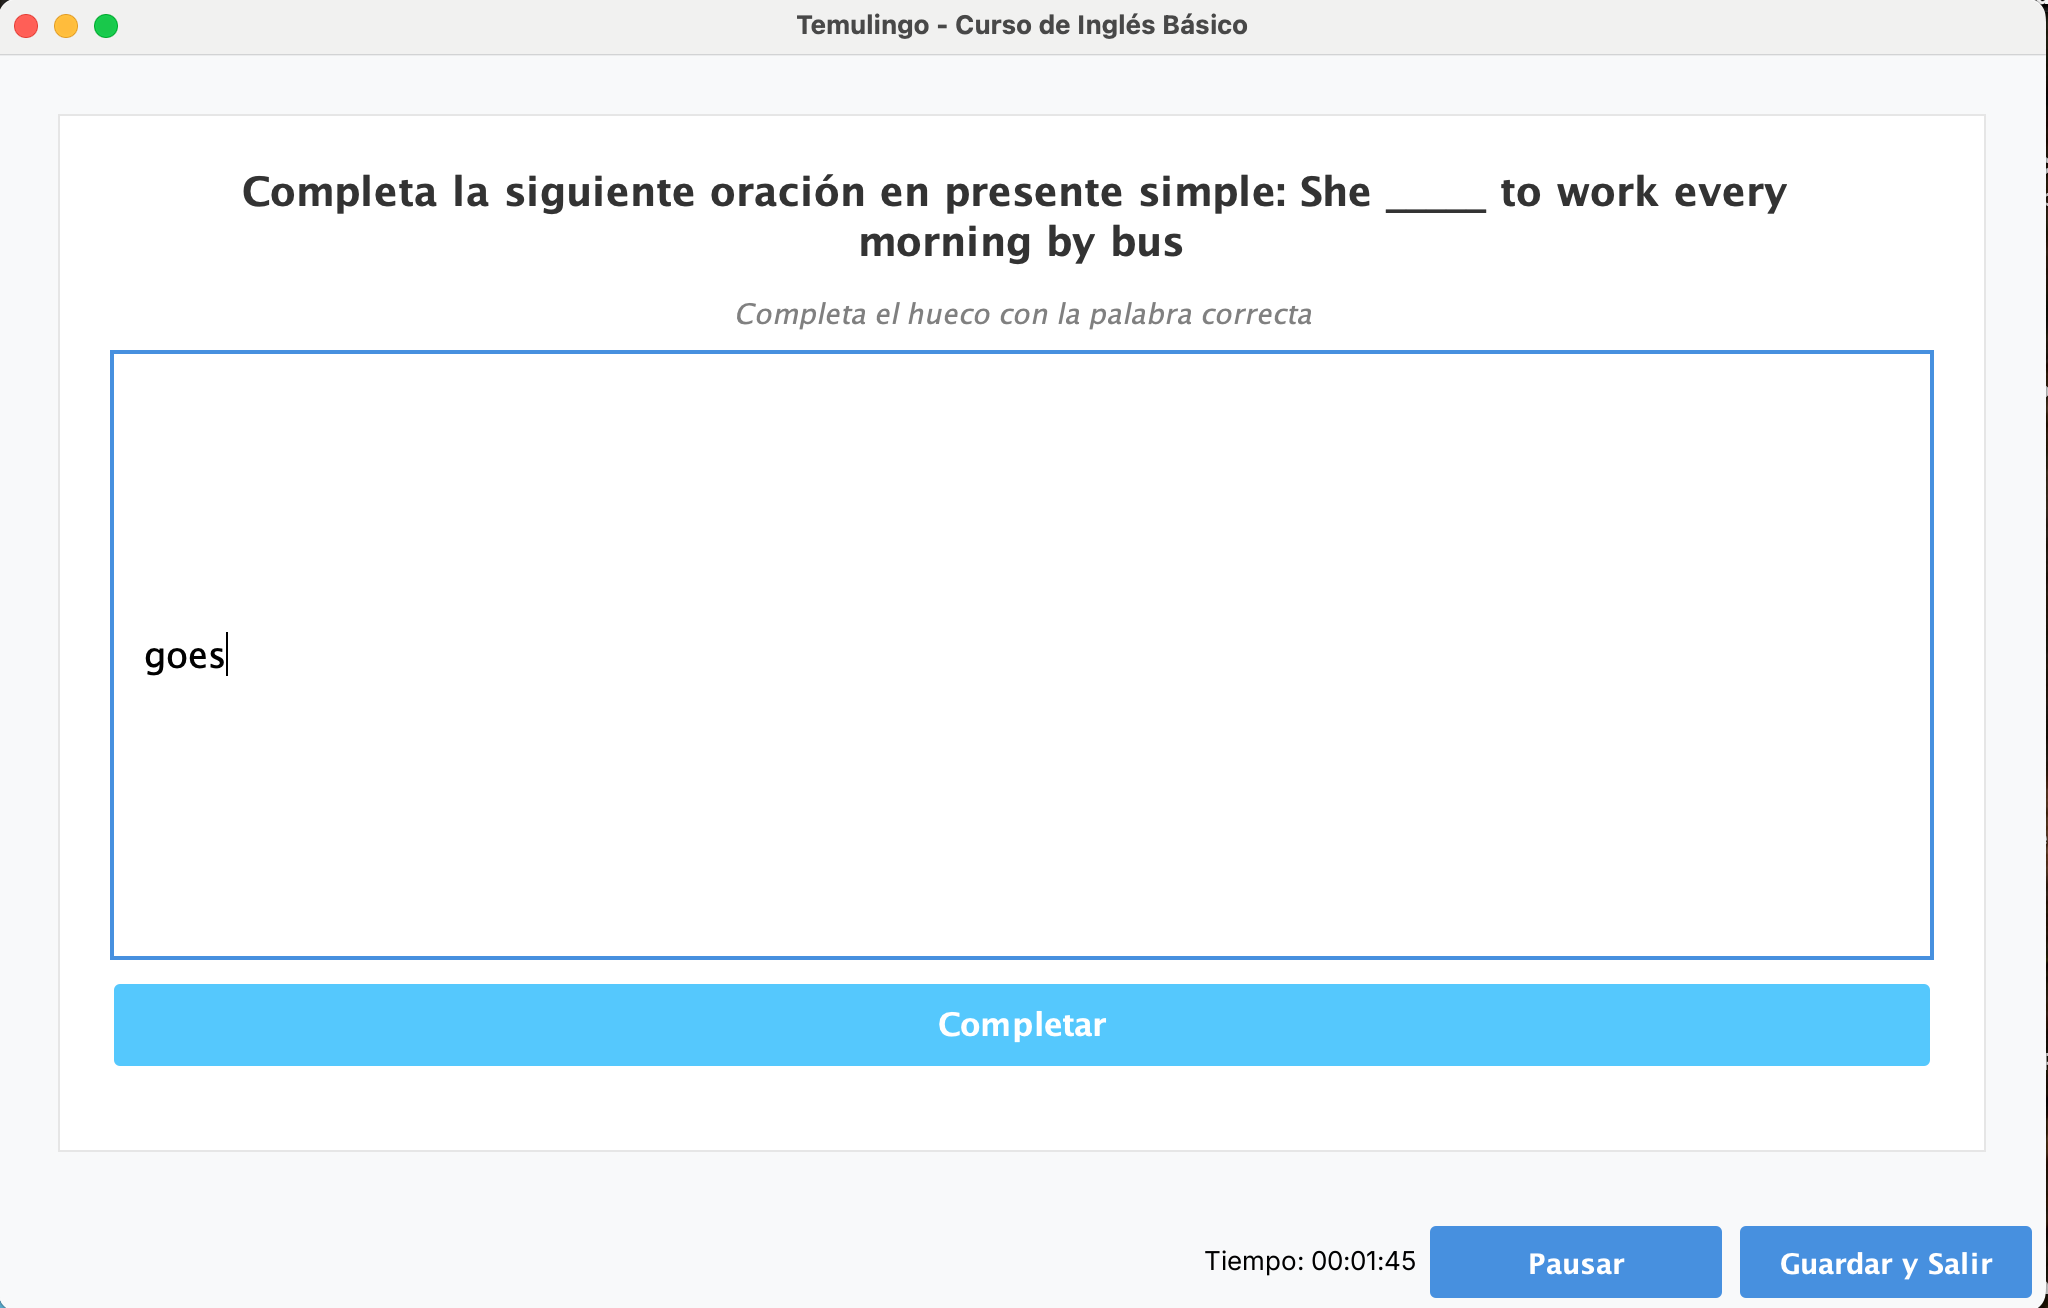 Temulingo - Curso de Inglés Básico
Completa la siguiente oración en presente simple: She _____ to work every
morning by bus
Completa el hueco con la palabra correcta
goes
Completar
Tiempo: 00:01:45
Pausar
Guardar y Salir